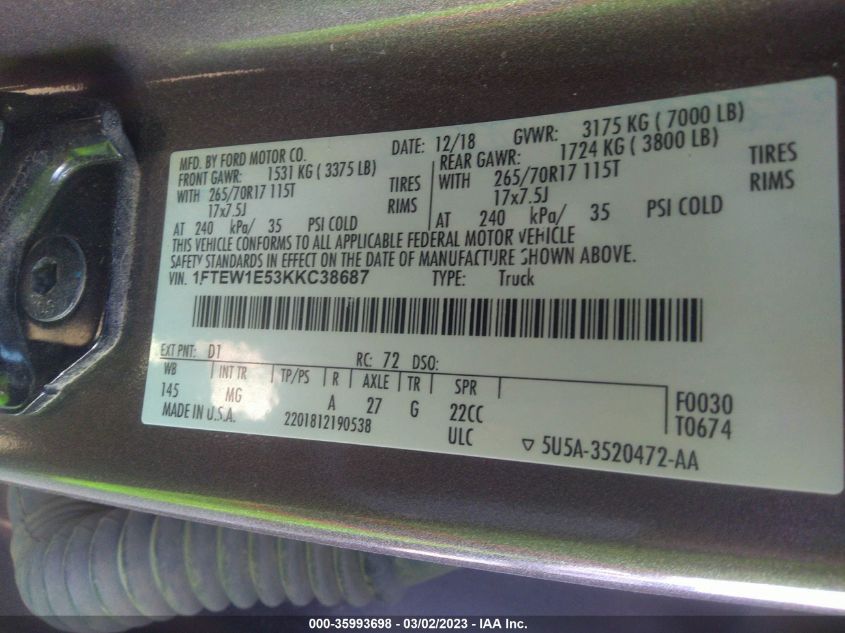 MFD. BY FORD MOTOR CO.
DATE: 12/18 GVWR: 3175 KG ( 7000 LB)
FRONT GAWR: 1531 KG ( 3375 LB)
REAR GAWR: 1724 KG ( 3800 LB)
WITH 265/70R17 115T TIRES
WITH 265/70R17 115T TIRES
17x7.5J RIMS
17x7.5J RIMS
AT 240 kPa/ 35 PSI COLD
AT 240 kPa/ 35 PSI COLD
THIS VEHICLE CONFORMS TO ALL APPLICABLE FEDERAL MOTOR VEHICLE
SAFETY STANDARDS IN EFFECT ON THE DATE OF MANUFACTURE SHOWN ABOVE.
VIN: 1FTEW1E53KKC38687 TYPE: Truck
EXT PNT: D1 RC: 72 DSO:
WB INT TR TP/PS R AXLE TR SPR
145 MG A 27 G 22CC F0030
MADE IN U.S.A. 2201812190538 ULC T0674
▽ 5U5A-3520472-AA
000-35993698 - 03/02/2023 - IAA Inc.